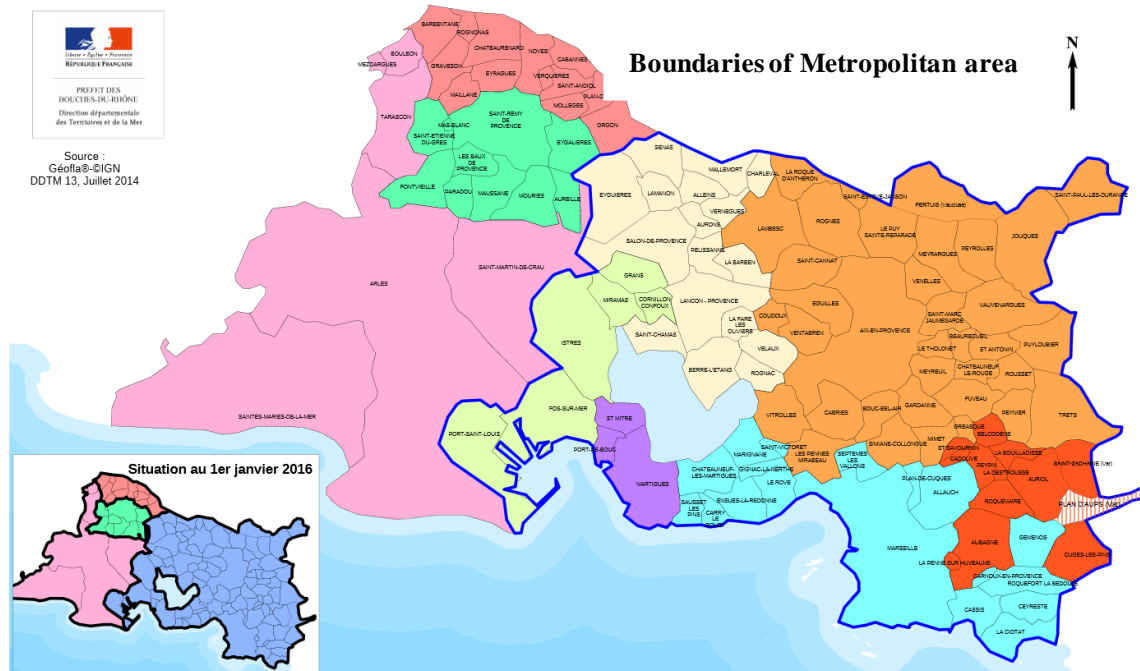 Liberté • Égalité • Fraternité
RÉPUBLIQUE FRANÇAISE
PREFET DES
BOUCHES-DU-RHÔNE
Direction départementale
des Territoires et de la Mer
Source :
Géofla®-©IGN
DDTM 13, Juillet 2014
Boundaries of Metropolitan area
N
BARBENTANE
ROGNONAS
CHATEAURENARD
NOVES
CABANNES
BOULBON
MEZOARGUES
GRAVESON
EYRAGUES
VERQUIERES
SAINT-ANDIOL
PLAN-D
MAILLANE
MOLLEGES
ORGON
TARASCON
MAS-BLANC
SAINT-REMY
DE
PROVENCE
SAINT-ETIENNE
DU-GRES
EYGALIERES
LES BAUX
DE
PROVENCE
FONTVIEILLE
PARADOU
MAUSSANE
MOURIES
AUREILLE
SENAS
MALLEMORT
CHARLEVAL
LA ROQUE
D'ANTHERON
EYGUIERES
LAMANON
ALLEINS
VERNEGUES
AURONS
SAINT-ESTEVE-JANSON
PERTUIS (Vaucluse)
SAINT-PAUL-LES-DURANCE
LAMBESC
ROGNES
LE PUY
SAINTE-REPARADE
JOUQUES
SALON-DE-PROVENCE
PELISSANNE
LA BARBEN
MEYRARGUES
PEYROLLES
SAINT-CANNAT
VENELLES
ARLES
SAINT-MARTIN-DE-CRAU
GRANS
MIRAMAS
CORNILLON
CONFOUX
LANCON - PROVENCE
EGUILLES
VAUVENARGUES
SAINT-MARC
JAUMEGARDE
LA FARE
LES
OLIVIERS
COUDOUX
VENTABREN
AIX-EN-PROVENCE
SAINT-CHAMAS
ISTRES
BEAURECUEIL
LE THOLONET
ST ANTONIN
PUYLOUBIER
VELAUX
BERRE-L'ETANG
ROGNAC
MEYREUIL
CHATEAUNEUF
LE-ROUGE
ROUSSET
FUVEAU
FOS-SUR-MER
ST MITRE
VITROLLES
CABRIES
BOUC-BEL-AIR
GARDANNE
PEYNIER
TRETS
SAINTES-MARIES-DE-LA-MER
PORT-SAINT-LOUIS
PORT-DE-BOUC
MARTIGUES
GREASQUE
BELCODENE
SAINT-VICTORET
MARIGNANE
LES PENNES
MIRABEAU
SEPTEMES
LES
VALLONS
SIMIANE-COLLONGUE
MIMET
ST SAVOURNIN
CADOLIVE
LA BOUILLADISSE
PEYPIN
LA DESTROUSSE
SAINT-ZACHARIE (Var)
CHATEAUNEUF-
LES-MARTIGUES
GIGNAC-LA-NERTHE
LE ROVE
PLAN-DE-CUQUES
ALLAUCH
AURIOL
ENSUES-LA-REDONNE
SAUSSET
LES
PINS
CARRY
LE
ROQUEVAIRE
PLAN D'AUPS (Var)
MARSEILLE
AUBAGNE
GEMENOS
CUGES-LES-PINS
LA PENNE SUR HUVEAUNE
CARNOUX-EN-PROVENCE
ROQUEFORT LA BEDOULE
CASSIS
CEYRESTE
LA CIOTAT
Situation au 1er janvier 2016